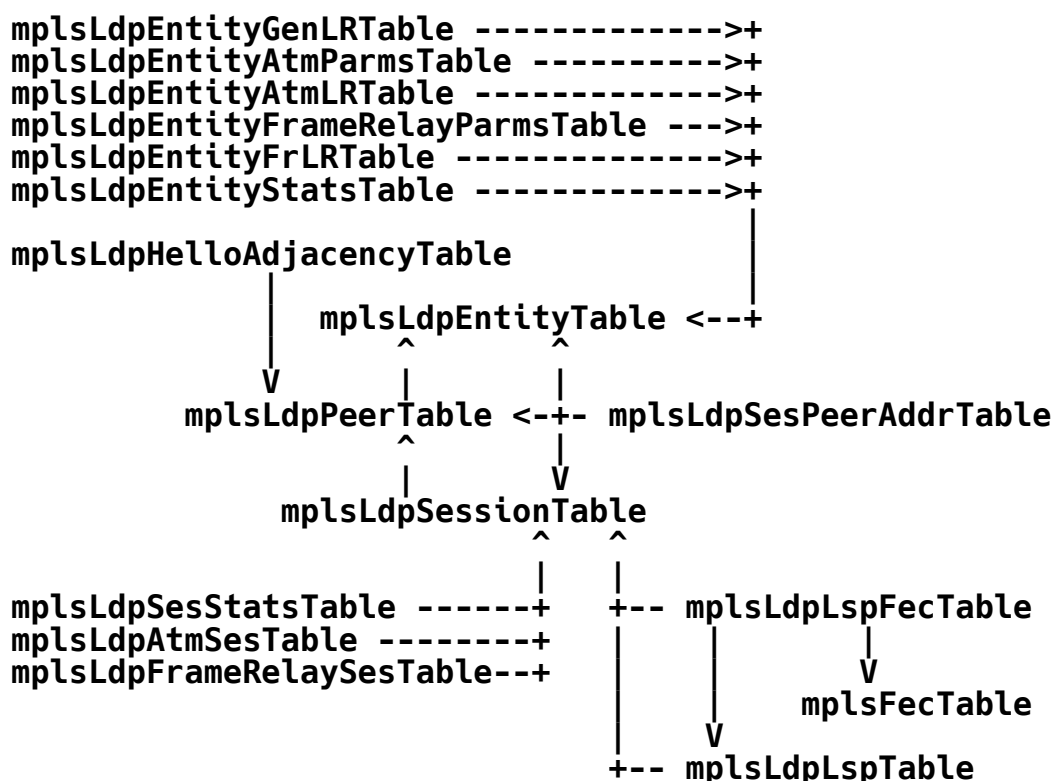 mplsLdpEntityGenLRTable ------------->+
mplsLdpEntityAtmParmsTable ---------->+
mplsLdpEntityAtmLRTable ------------->+
mplsLdpEntityFrameRelayParmsTable --->+
mplsLdpEntityFrLRTable -------------->+
mplsLdpEntityStatsTable ------------->+
mplsLdpHelloAdjacencyTable
mplsLdpEntityTable <--+
mplsLdpPeerTable <-+- mplsLdpSesPeerAddrTable
mplsLdpSessionTable
mplsLdpSesStatsTable ------+ +-- mplsLdpLspFecTable
mplsLdpAtmSesTable --------+
mplsLdpFrameRelaySesTable--+
mplsFecTable
+-- mplsLdpLspTable